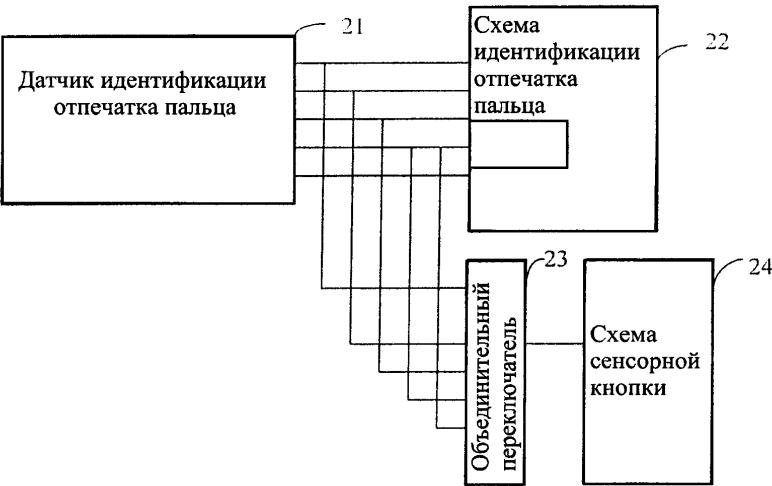 21
Датчик идентификации
отпечатка пальца
Схема
идентификации
отпечатка
пальца
22
23
Объединительный
переключатель
24
Схема
сенсорной
кнопки